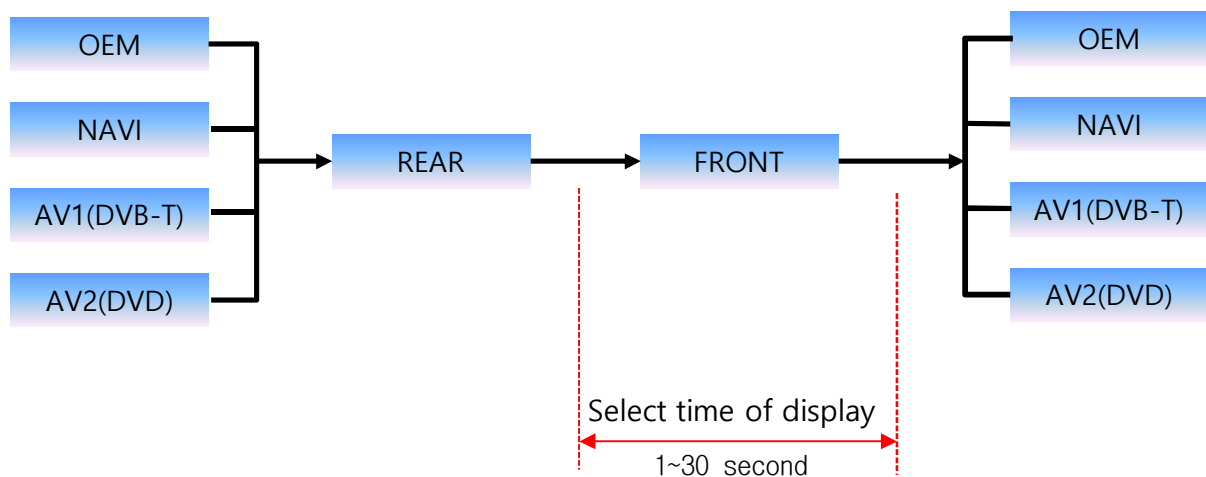 OEM
NAVI
AV1(DVB-T)
AV2(DVD)
REAR
FRONT
OEM
NAVI
AV1(DVB-T)
AV2(DVD)
Select time of display
1~30 second